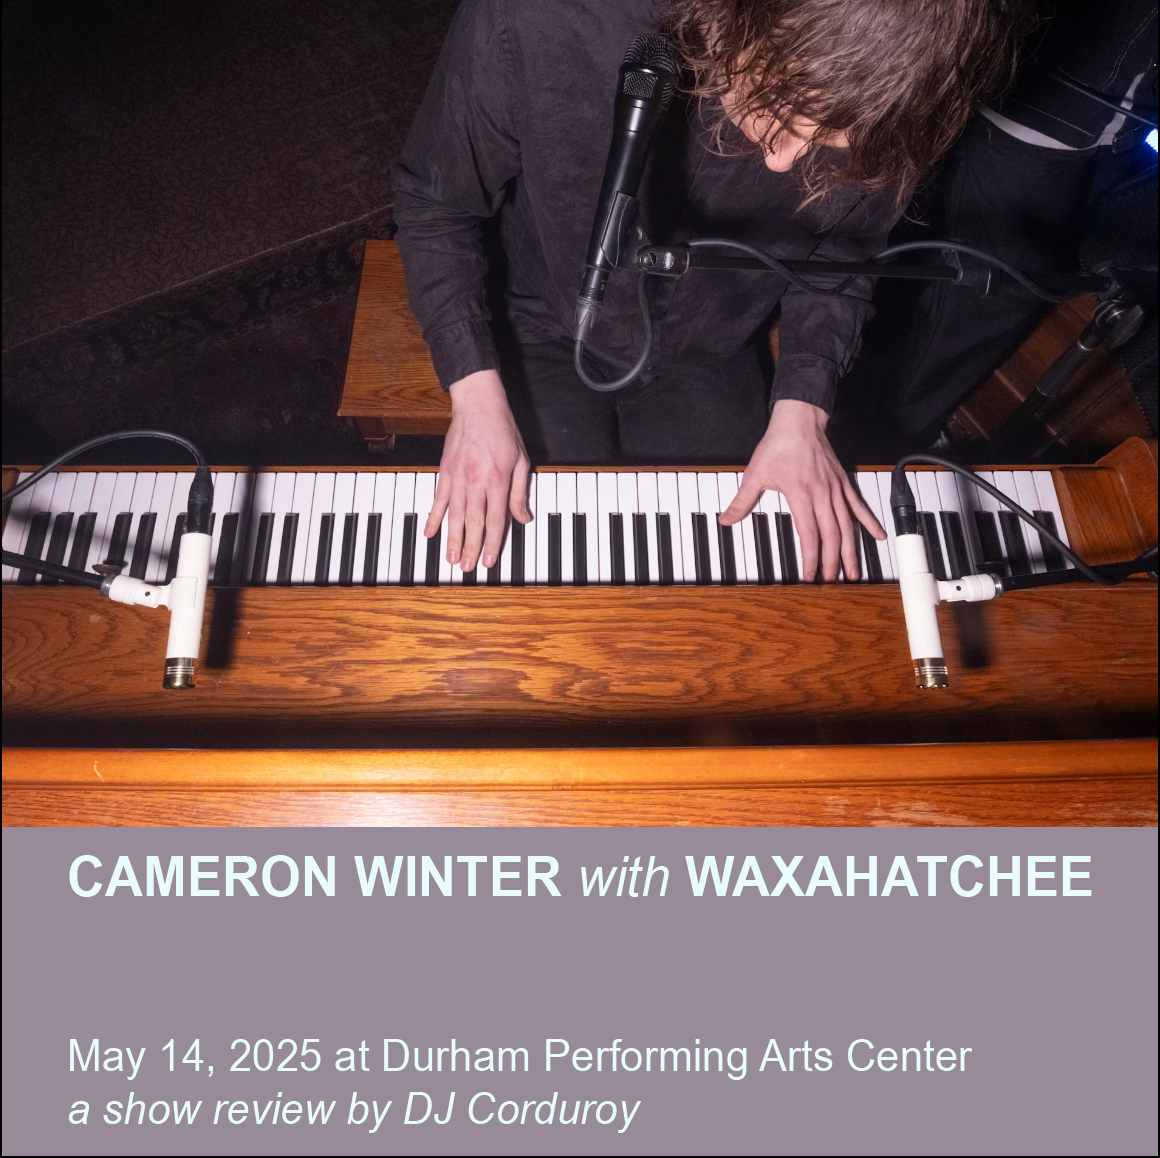 CAMERON WINTER with WAXAHATCHEE
May 14, 2025 at Durham Performing Arts Center
a show review by DJ Corduroy